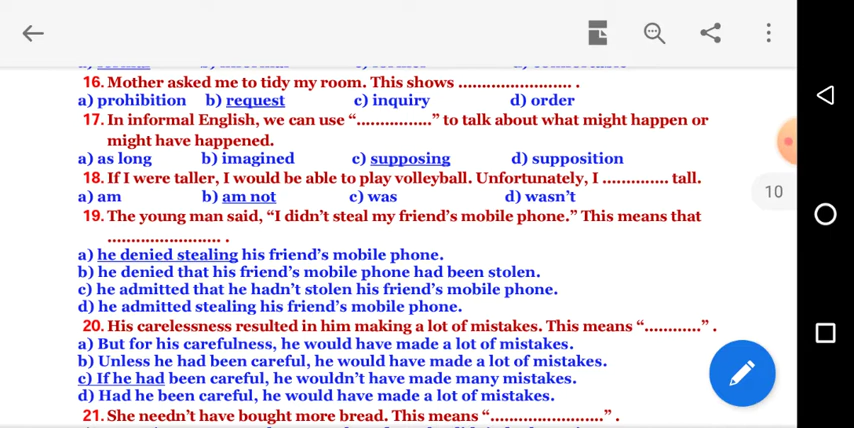 16. Mother asked me to tidy my room. This shows ........................ .
a) prohibition b) request c) inquiry d) order
17. In informal English, we can use “................” to talk about what might happen or
might have happened.
a) as long b) imagined c) supposing d) supposition
18. If I were taller, I would be able to play volleyball. Unfortunately, I .............. tall.
a) am b) am not c) was d) wasn’t
10
19. The young man said, “I didn’t steal my friend’s mobile phone.” This means that
........................ .
a) he denied stealing his friend’s mobile phone.
b) he denied that his friend’s mobile phone had been stolen.
c) he admitted that he hadn’t stolen his friend’s mobile phone.
d) he admitted stealing his friend’s mobile phone.
20. His carelessness resulted in him making a lot of mistakes. This means “............” .
a) But for his carefulness, he would have made a lot of mistakes.
b) Unless he had been careful, he would have made a lot of mistakes.
c) If he had been careful, he wouldn’t have made many mistakes.
d) Had he been careful, he would have made a lot of mistakes.
21. She needn’t have bought more bread. This means “........................” .